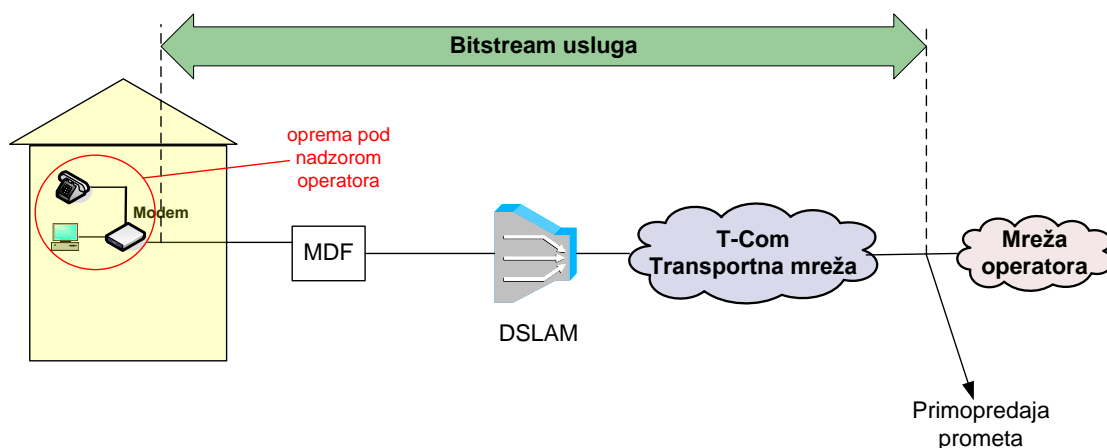 Bitstream usluga
oprema pod
nadzorom
operatora
Modem
MDF
DSLAM
T-Com
Transportna mreža
Mreža
operatora
Primopredaja
prometa